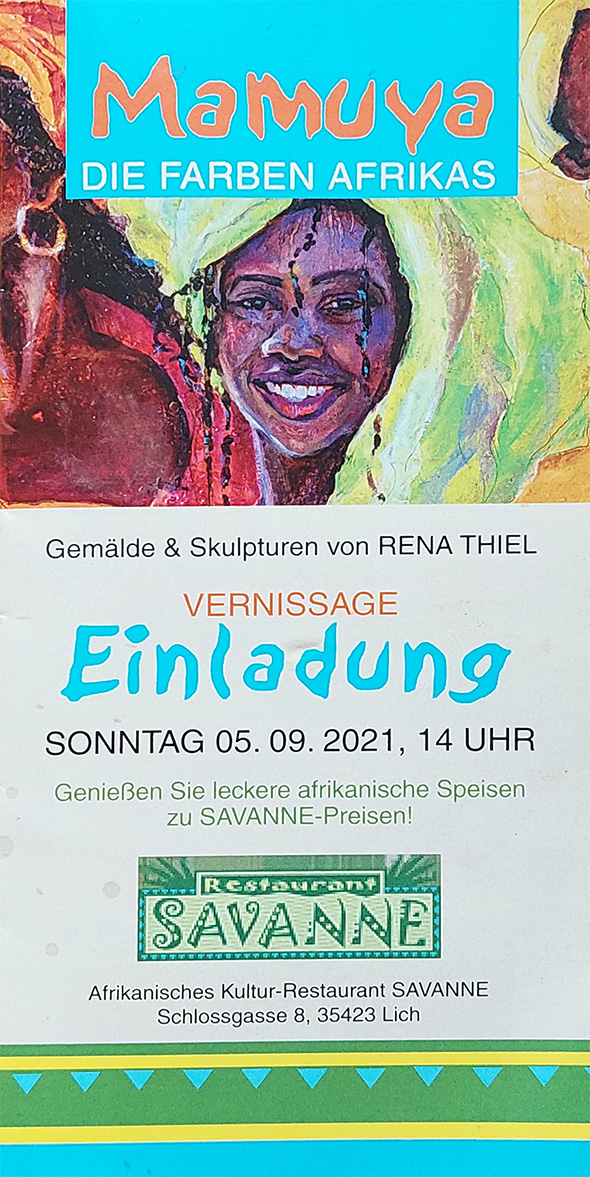 Mamuya
DIE FARBEN AFRIKAS
Gemälde & Skulpturen von RENA THIEL
VERNISSAGE
Einladung
SONNTAG 05. 09. 2021, 14 UHR
Genießen Sie leckere afrikanische Speisen
zu SAVANNE-Preisen!
Restaurant
SAVANNE
Afrikanisches Kultur-Restaurant SAVANNE
Schlossgasse 8, 35423 Lich